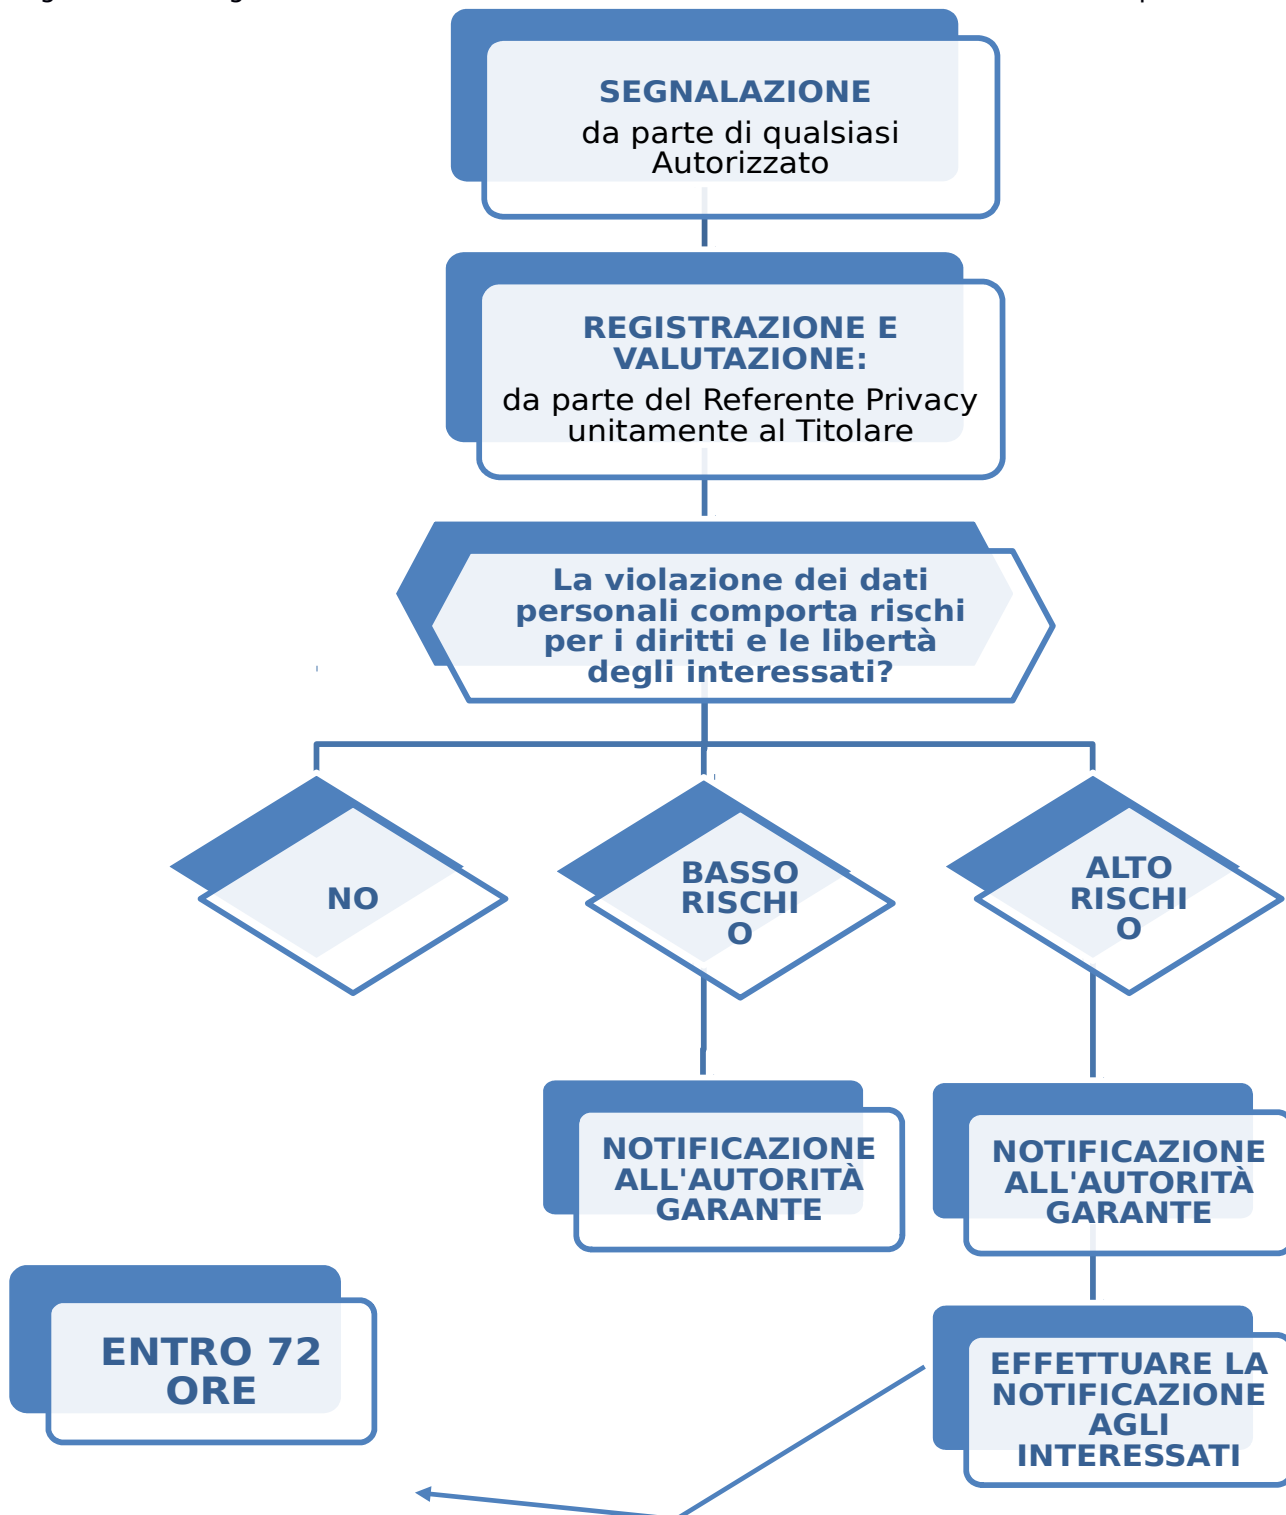 SEGNALAZIONE
da parte di qualsiasi
Autorizzato
REGISTRAZIONE E
VALUTAZIONE:
da parte del Referente Privacy
unitamente al Titolare
La violazione dei dati
personali comporta rischi
per i diritti e le libertà
degli interessati?
NO
BASSO
RISCHI
O
ALTO
RISCHI
O
NOTIFICAZIONE
ALL'AUTORITÀ
GARANTE
NOTIFICAZIONE
ALL'AUTORITÀ
GARANTE
ENTRO 72
ORE
EFFETTUARE LA
NOTIFICAZIONE
AGLI
INTERESSATI